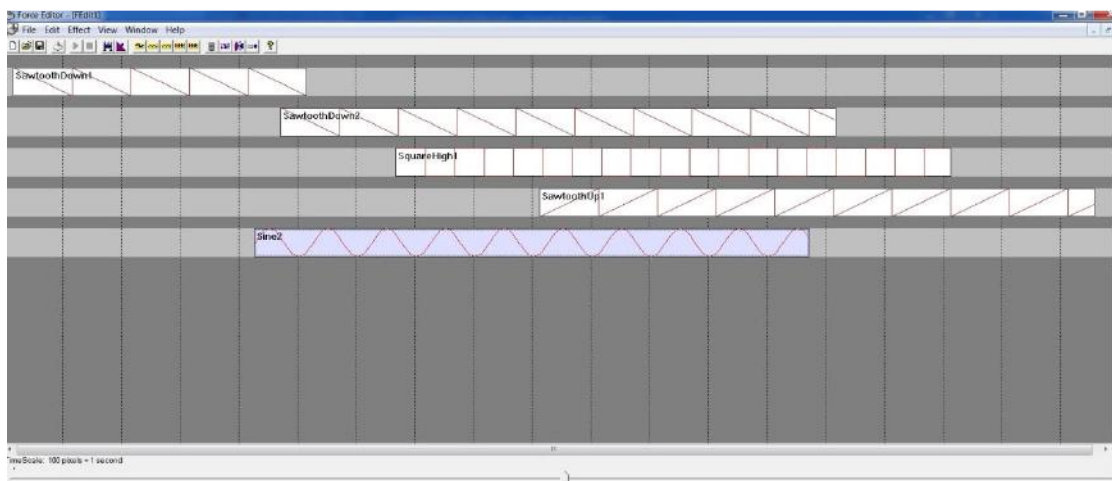 Force Editor - [FEdit1]
File Edit Effect View Window Help
SawtoothDown1
SawtoothDown2
SquareHigh1
SawtoothUp1
Sine2
TimeScale: 100 pixels = 1 second